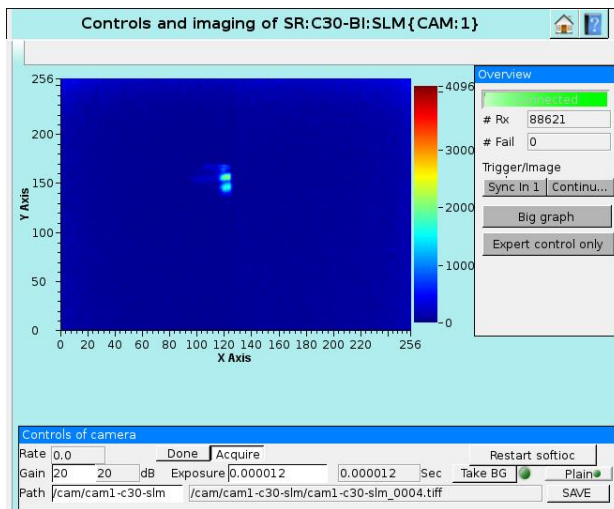 Controls and imaging of SR:C30-BI:SLM{CAM:1}
Overview
# Rx 88621
# Fail 0
Trigger/Image
Sync In 1 Continu...
Big graph
Expert control only
256
200
150
100
50
0
Y Axis
0 20 40 60 80 100 120 140 160 180 200 220 256
X Axis
4096
3000
2000
1000
0
Controls of camera
Rate 0.0 Done Acquire Restart softioc
Gain 20 20 dB Exposure 0.000012 0.000012 Sec Take BG Plain
Path /cam/cam1-c30-slm /cam/cam1-c30-slm/cam1-c30-slm_0004.tiff SAVE